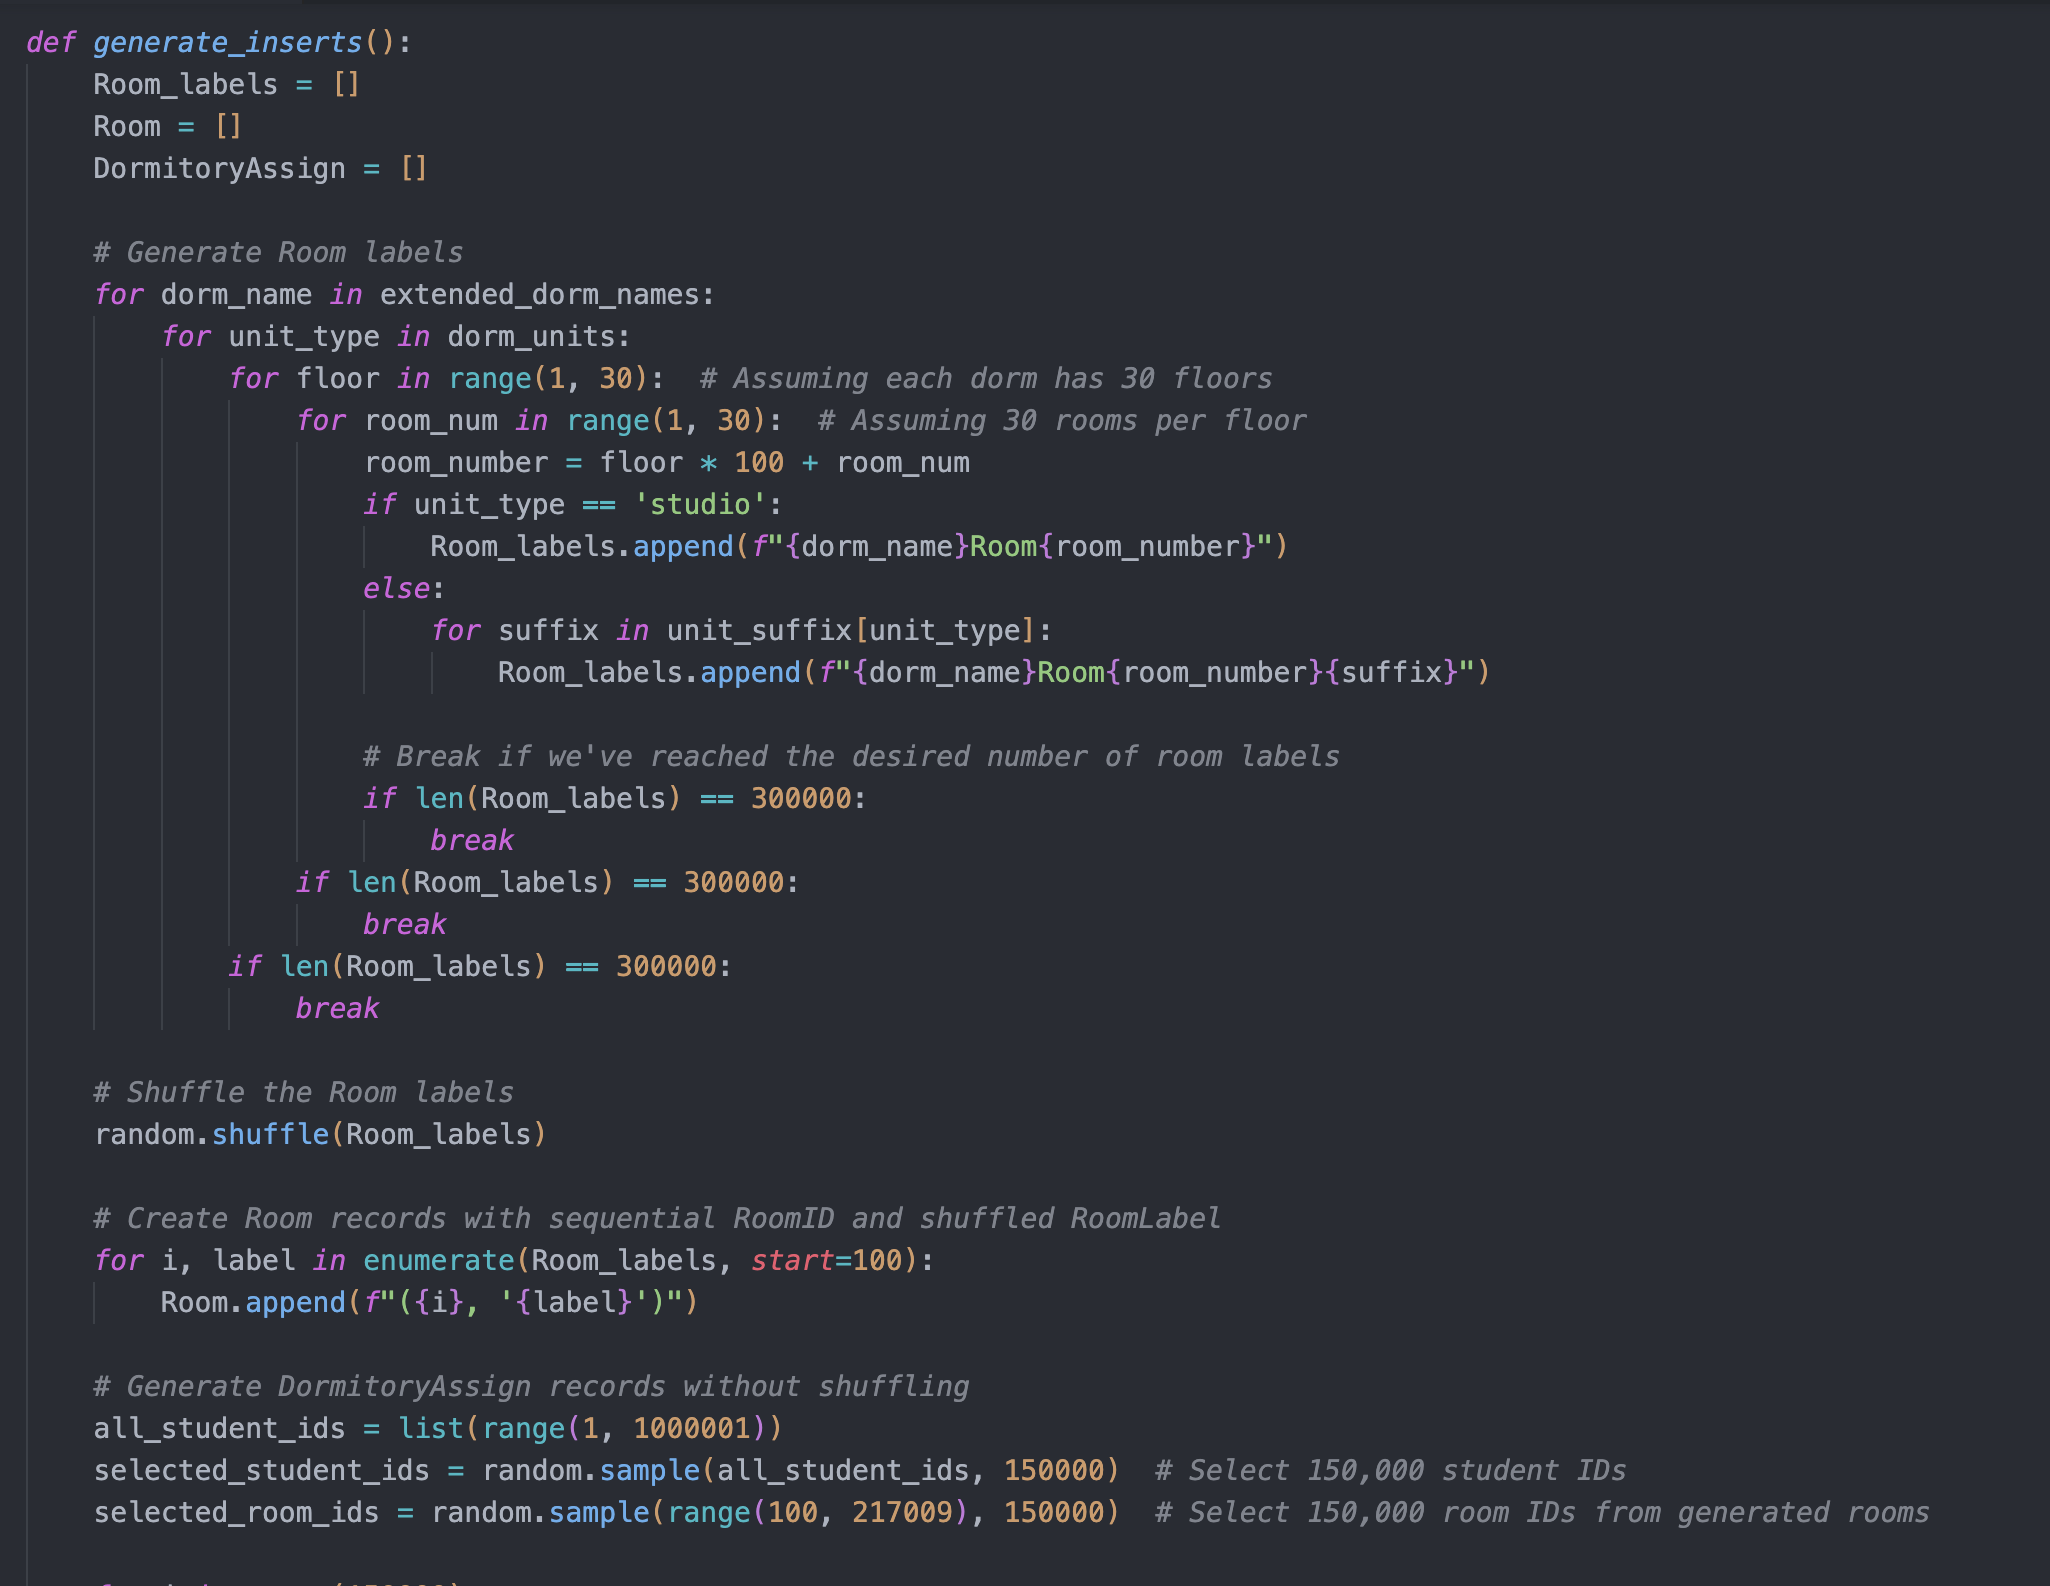 def generate_inserts():
    Room_labels = []
    Room = []
    DormitoryAssign = []

    # Generate Room labels
    for dorm_name in extended_dorm_names:
        for unit_type in dorm_units:
            for floor in range(1, 30):  # Assuming each dorm has 30 floors
                for room_num in range(1, 30):  # Assuming 30 rooms per floor
                    room_number = floor * 100 + room_num
                    if unit_type == 'studio':
                        Room_labels.append(f"{dorm_name}Room{room_number}")
                    else:
                        for suffix in unit_suffix[unit_type]:
                            Room_labels.append(f"{dorm_name}Room{room_number}{suffix}")

                    # Break if we've reached the desired number of room labels
                    if len(Room_labels) == 300000:
                        break
                if len(Room_labels) == 300000:
                    break
            if len(Room_labels) == 300000:
                break

    # Shuffle the Room labels
    random.shuffle(Room_labels)

    # Create Room records with sequential RoomID and shuffled RoomLabel
    for i, label in enumerate(Room_labels, start=100):
        Room.append(f"({i}, '{label}')")

    # Generate DormitoryAssign records without shuffling
    all_student_ids = list(range(1, 1000001))
    selected_student_ids = random.sample(all_student_ids, 150000)  # Select 150,000 student IDs
    selected_room_ids = random.sample(range(100, 217009), 150000)  # Select 150,000 room IDs from generated rooms